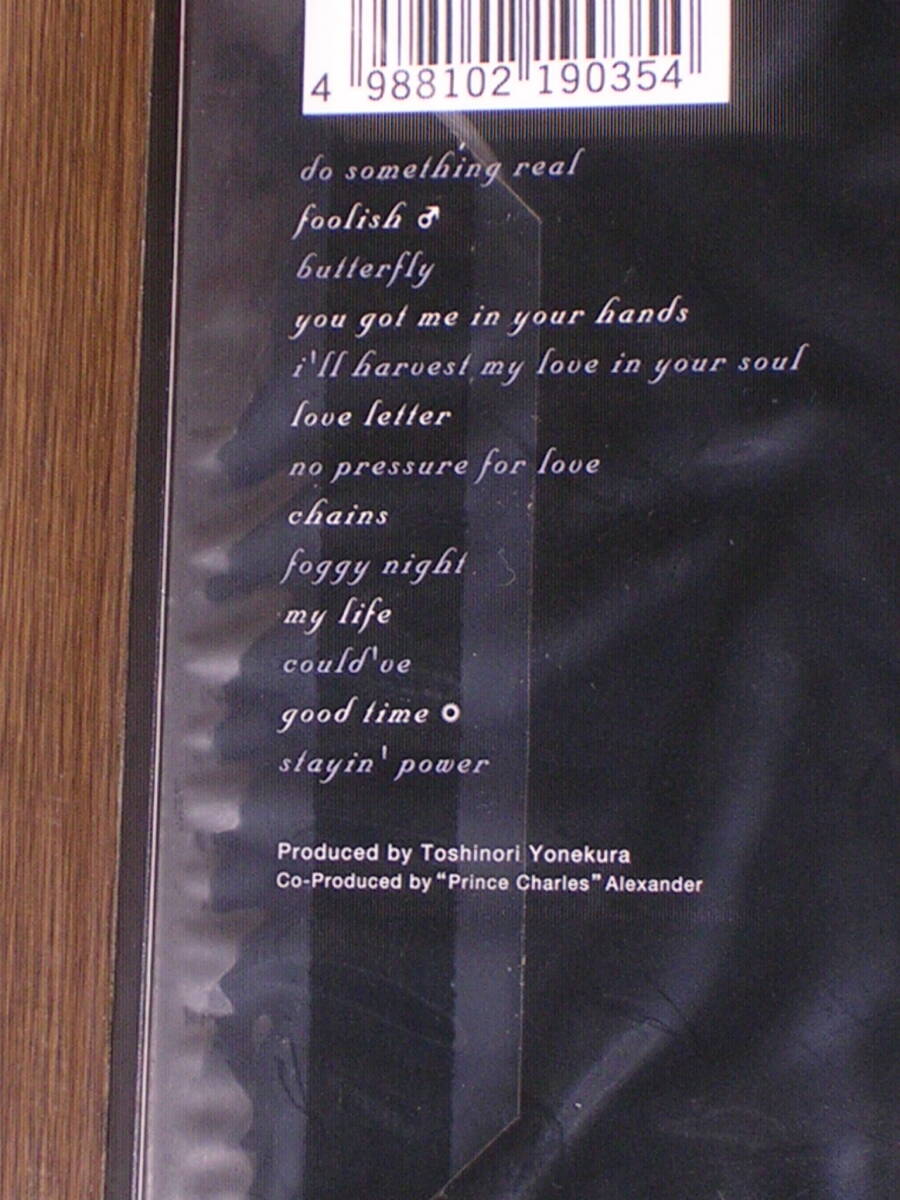 4 988102 190354
do something real
foolish ♂
butterfly
you got me in your hands
i'll harvest my love in your soul
love letter
no pressure for love
chains
foggy night
my life
could've
good time
stayin' power
Produced by Toshinori Yonekura
Co-Produced by “Prince Charles” Alexander